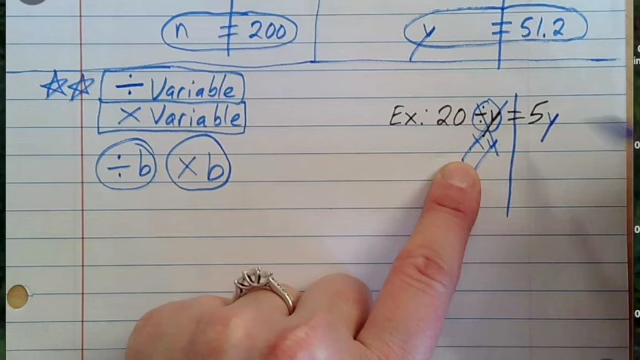 n = 200
y = 51.2
÷ Variable
× Variable
÷b ×b
Ex: 20 ÷y = 5y
×y